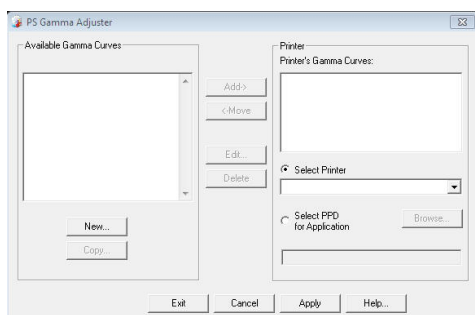 PS Gamma Adjuster
Available Gamma Curves
New...
Copy...
Add->
<-Move
Edit...
Delete
Printer
Printer's Gamma Curves:
Select Printer
Select PPD
for Application
Browse...
Exit
Cancel
Apply
Help...